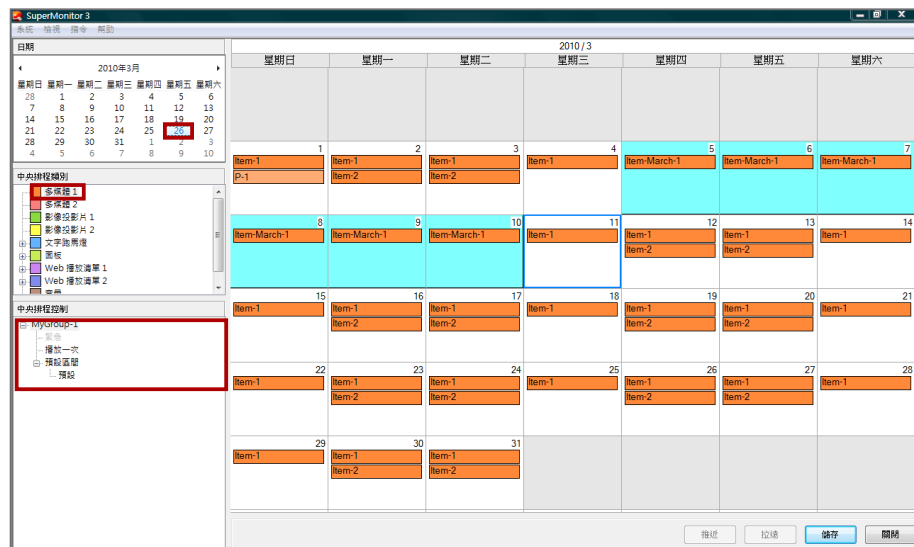 SuperMonitor 3
系統 檢視 指令 幫助
日期
2010年3月
星期日 星期一 星期二 星期三 星期四 星期五 星期六
28 1 2 3 4 5 6
7 8 9 10 11 12 13
14 15 16 17 18 19 20
21 22 23 24 25 26 27
28 29 30 31 1 2 3
4 5 6 7 8 9 10
中央排程類別
多媒體 1
多媒體 2
影像投影片 1
影像投影片 2
文字跑馬燈
面板
Web 播放清單 1
Web 播放清單 2
中央排程控制
MyGroup-1
緊急
播放一次
預設區間
預設
2010 / 3
星期日 星期一 星期二 星期三 星期四 星期五 星期六
1 2 3 4 5 6 7
Item-1 Item-1 Item-1 Item-1 Item-March-1 Item-March-1 Item-March-1
P-1 Item-2 Item-2
8 9 10 11 12 13 14
Item-March-1 Item-March-1 Item-March-1 Item-1 Item-1 Item-1 Item-1
Item-2 Item-2
15 16 17 18 19 20 21
Item-1 Item-1 Item-1 Item-1 Item-1 Item-1 Item-1
Item-2 Item-2 Item-2 Item-2
22 23 24 25 26 27 28
Item-1 Item-1 Item-1 Item-1 Item-1 Item-1 Item-1
Item-2 Item-2 Item-2 Item-2
29 30 31
Item-1 Item-1 Item-1
Item-2 Item-2
推近 拉遠 儲存 關閉